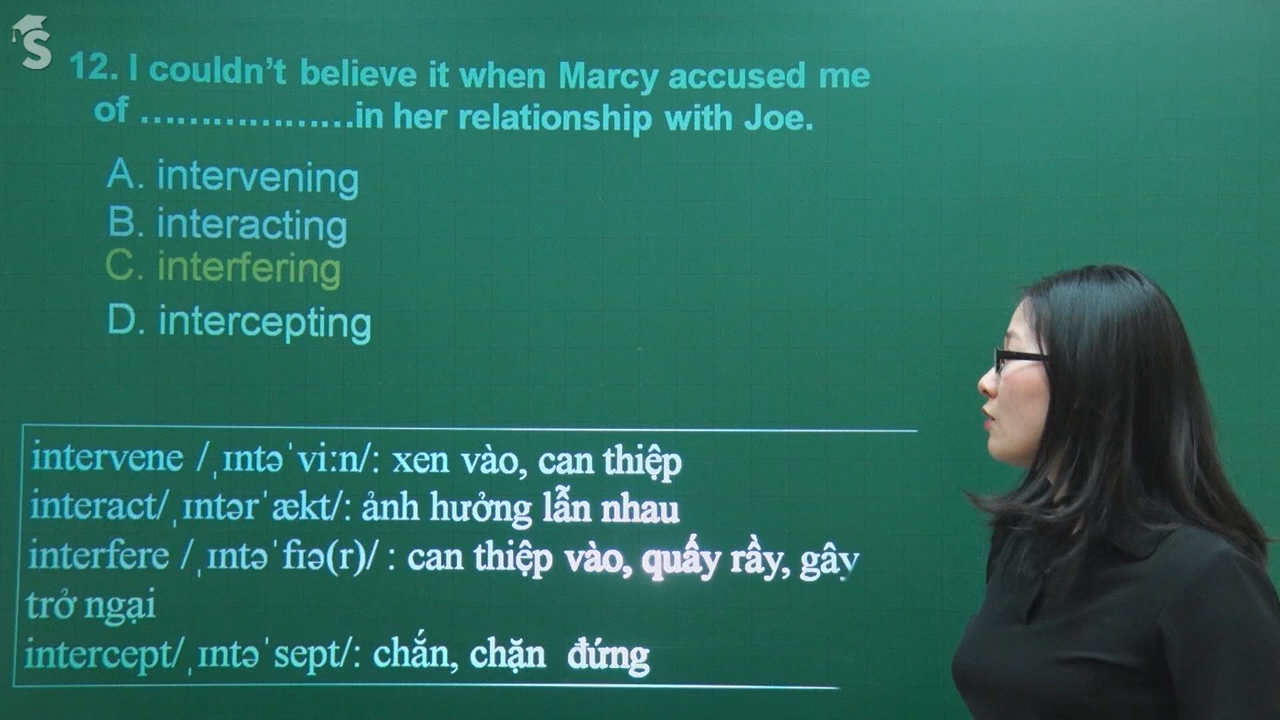 S
12. I couldn't believe it when Marcy accused me
of ..................in her relationship with Joe.
A. intervening
B. interacting
C. interfering
D. intercepting
intervene /ˌɪntəˈviːn/: xen vào, can thiệp
interact/ˌɪntərˈækt/: ảnh hưởng lẫn nhau
interfere /ˌɪntəˈfɪə(r)/ : can thiệp vào, quấy rầy, gây
trở ngại
intercept/ˌɪntəˈsept/: chắn, chặn đứng